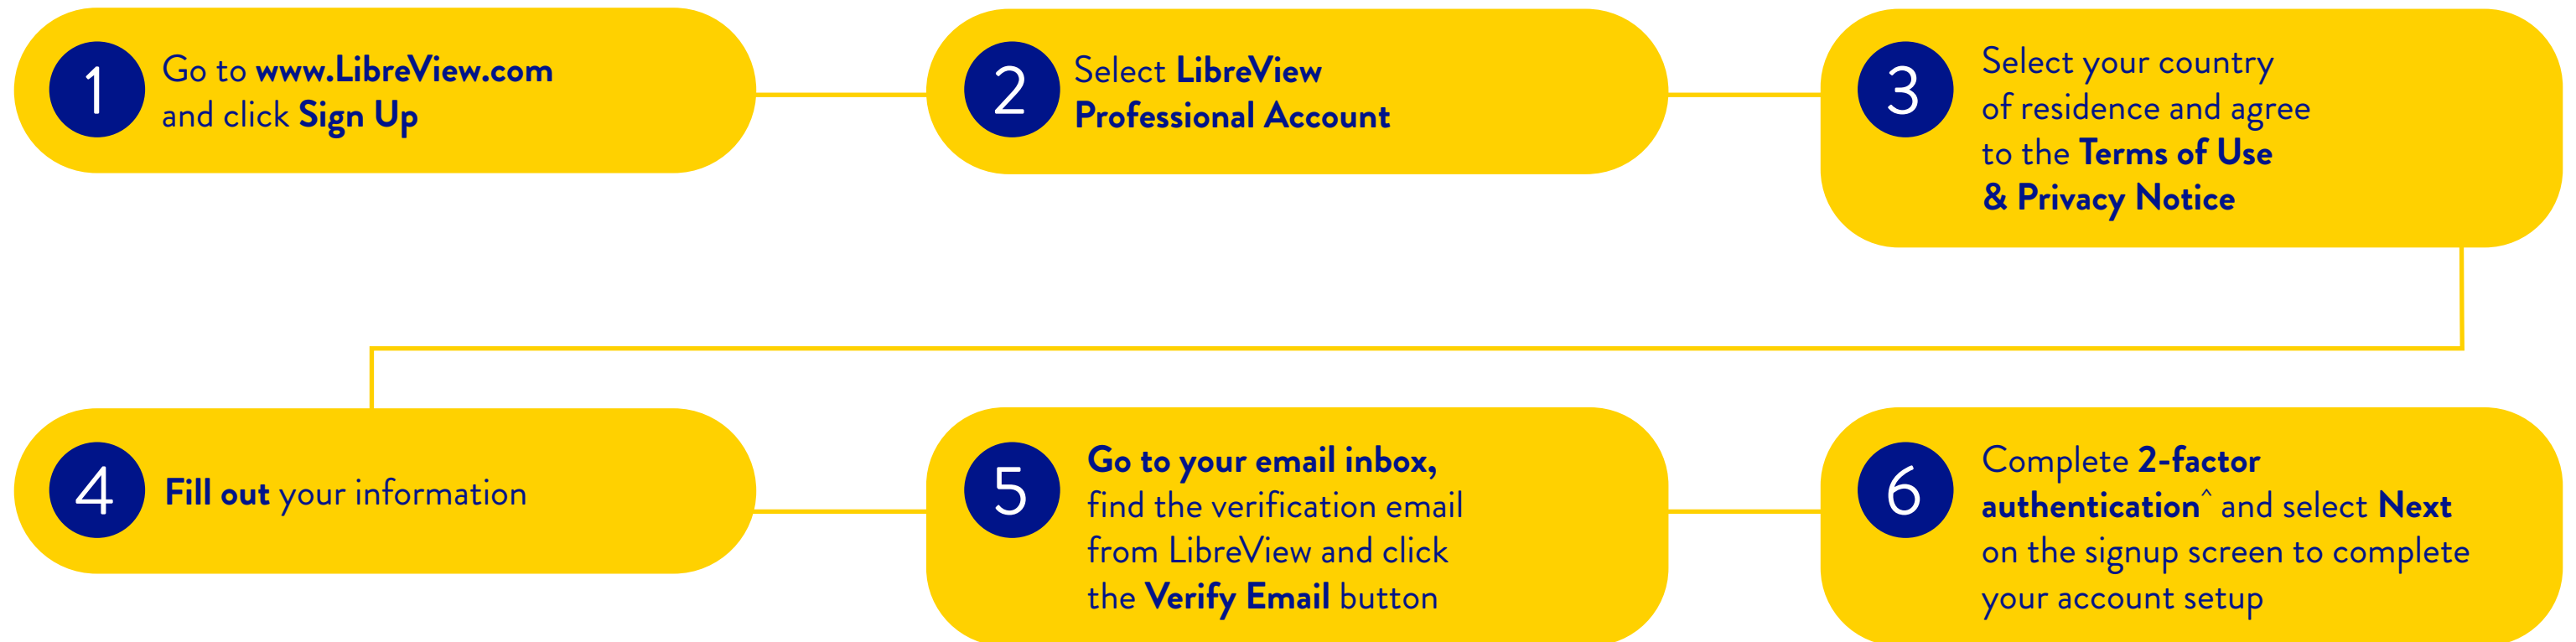 1
Go to www.LibreView.com
and click Sign Up
2
Select LibreView
Professional Account
3
Select your country
of residence and agree
to the Terms of Use
& Privacy Notice
4
Fill out your information
5
Go to your email inbox,
find the verification email
from LibreView and click
the Verify Email button
6
Complete 2-factor
authentication^ and select Next
on the signup screen to complete
your account setup